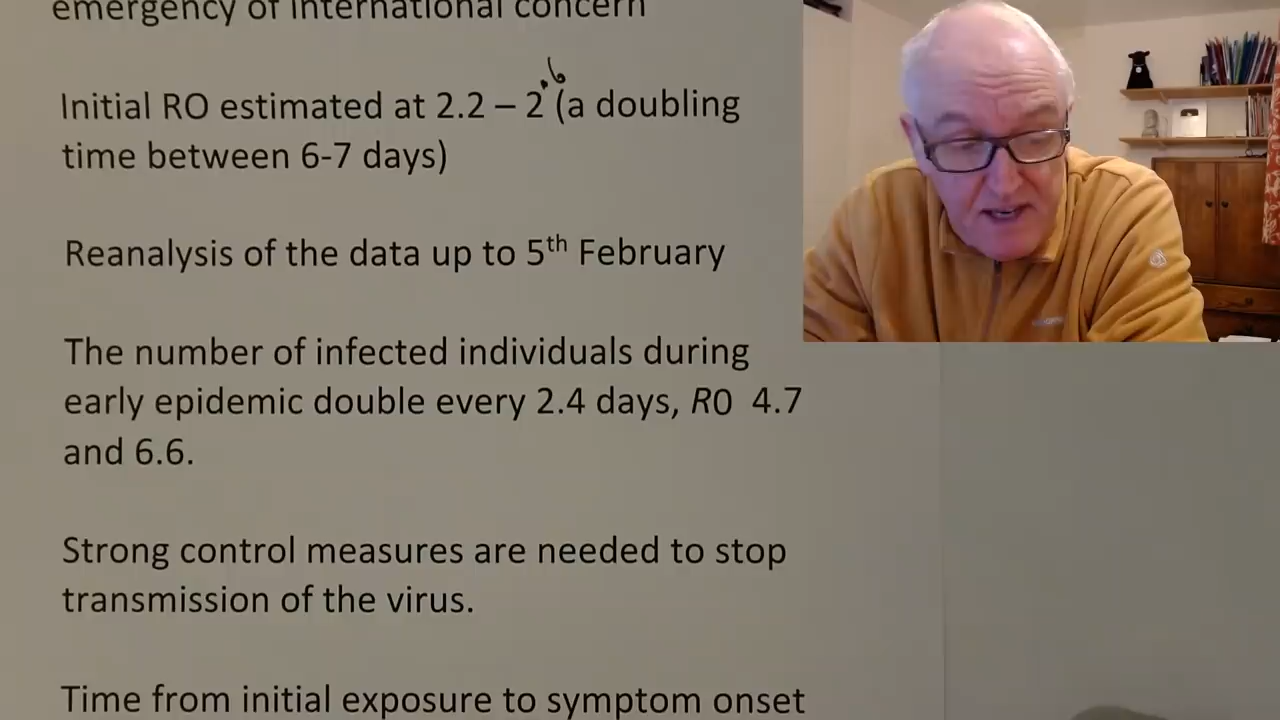 emergency of international concern
Initial RO estimated at 2.2 – 2.6 (a doubling
time between 6-7 days)
Reanalysis of the data up to 5th February
The number of infected individuals during
early epidemic double every 2.4 days, R0 4.7
and 6.6.
Strong control measures are needed to stop
transmission of the virus.
Time from initial exposure to symptom onset